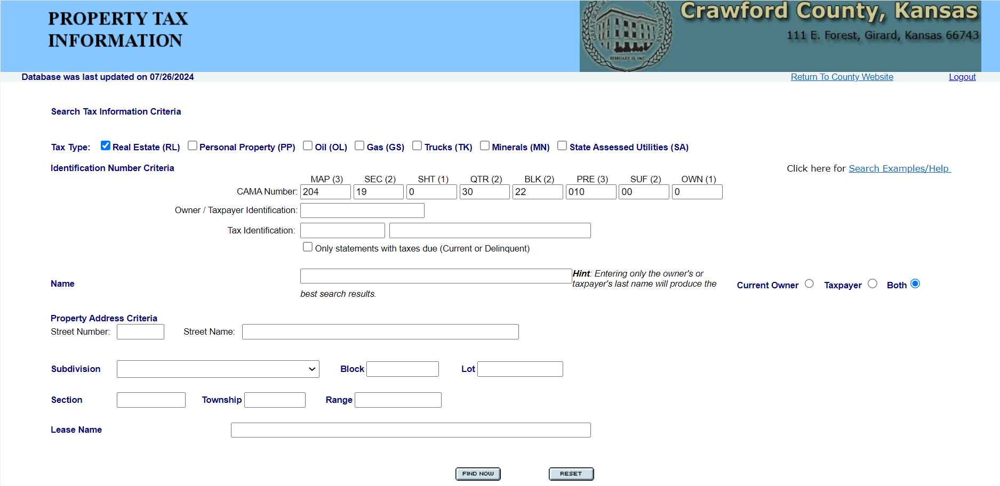 PROPERTY TAX
INFORMATION
GREAT SEAL of COUNTY KANSAS
FEBRUARY 13, 1867
Crawford County, Kansas
111 E. Forest, Girard, Kansas 66743
Database was last updated on 07/26/2024
Return To County Website
Logout
Search Tax Information Criteria
Tax Type: Real Estate (RL) Personal Property (PP) Oil (OL) Gas (GS) Trucks (TK) Minerals (MN) State Assessed Utilities (SA)
Identification Number Criteria
Click here for Search Examples/Help
MAP (3) SEC (2) SHT (1) QTR (2) BLK (2) PRE (3) SUF (2) OWN (1)
CAMA Number: 204 19 0 30 22 010 00 0
Owner / Taxpayer Identification:
Tax Identification:
Only statements with taxes due (Current or Delinquent)
Name
Hint: Entering only the owner's or
taxpayer's last name will produce the
best search results.
Current Owner Taxpayer Both
Property Address Criteria
Street Number: Street Name:
Subdivision Block Lot
Section Township Range
Lease Name
FIND NOW RESET